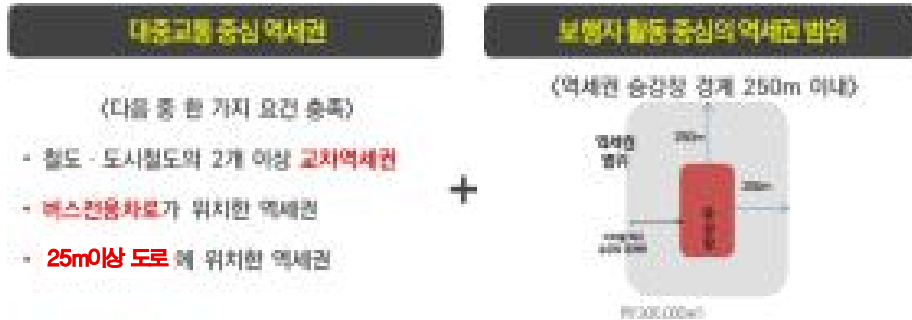 대중교통 중심 역세권
<다음 중 한 가지 요건 충족>
· 철도 · 도시철도의 2개 이상 교차역세권
· 버스전용차로가 위치한 역세권
· 25m이상 도로 에 위치한 역세권
+
보행자 활동 중심의 역세권 범위
<역세권 승강장 경계 250m 이내>
역세권
범위
250m
250m